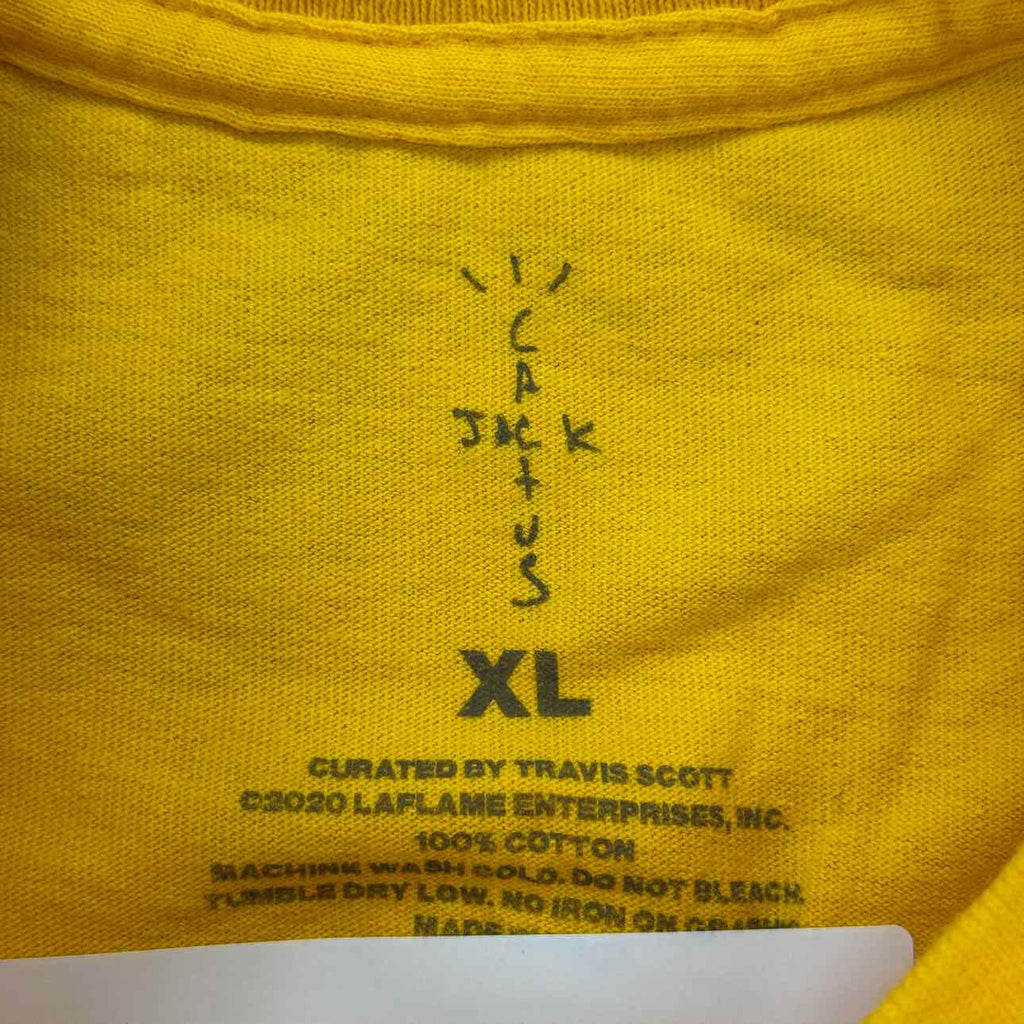 CACTUS
JACK
XL
CURATED BY TRAVIS SCOTT
©2020 LAFLAME ENTERPRISES, INC.
100% COTTON
MACHINE WASH COLD. DO NOT BLEACH.
TUMBLE DRY LOW. NO IRON ON GRAPHIC
MADE